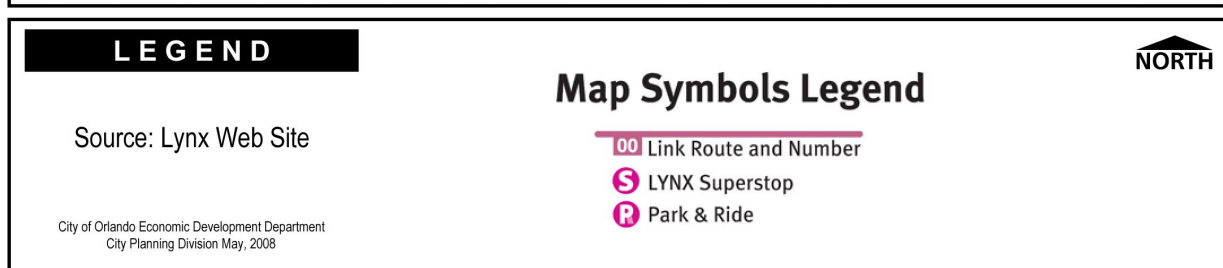 LEGEND
Source: Lynx Web Site
City of Orlando Economic Development Department
City Planning Division May, 2008
Map Symbols Legend
00 Link Route and Number
S LYNX Superstop
P Park & Ride
NORTH